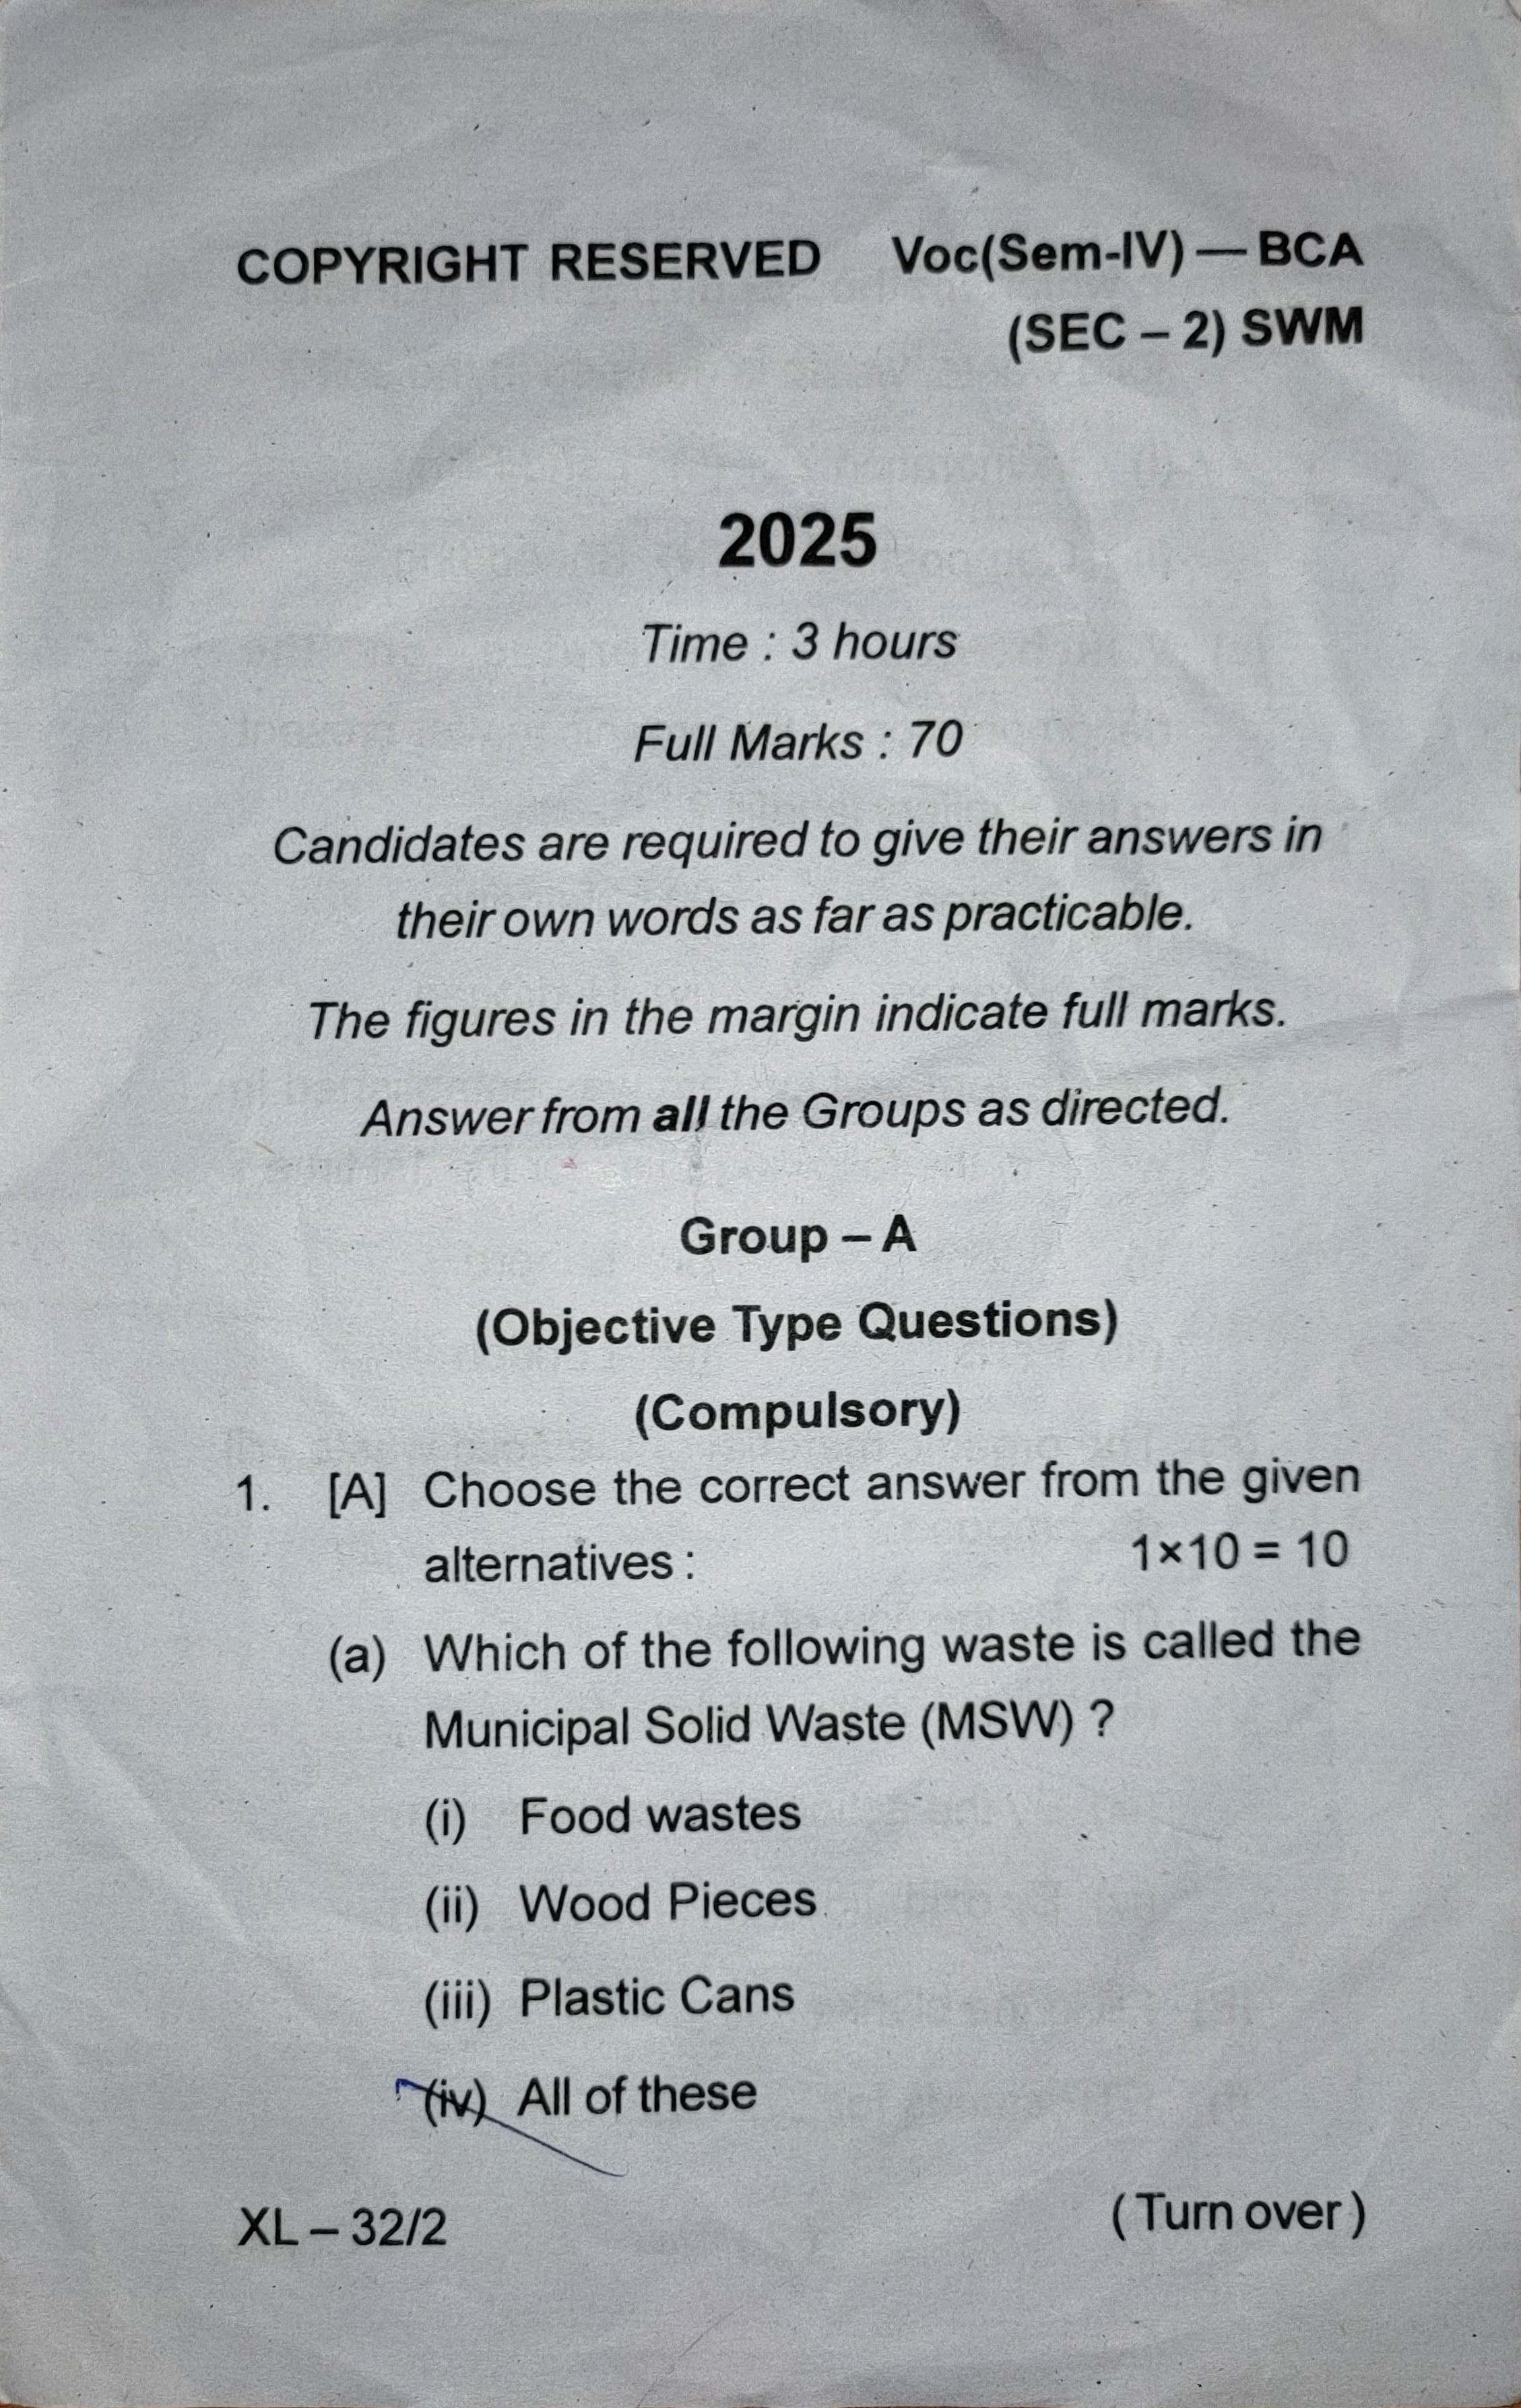 COPYRIGHT RESERVED Voc(Sem-IV) — BCA
(SEC – 2) SWM
2025
Time : 3 hours
Full Marks : 70
Candidates are required to give their answers in
their own words as far as practicable.
The figures in the margin indicate full marks.
Answer from all the Groups as directed.
Group – A
(Objective Type Questions)
(Compulsory)
1. [A] Choose the correct answer from the given
alternatives : 1×10 = 10
(a) Which of the following waste is called the
Municipal Solid Waste (MSW) ?
(i) Food wastes
(ii) Wood Pieces
(iii) Plastic Cans
(iv) All of these
XL – 32/2 ( Turn over )